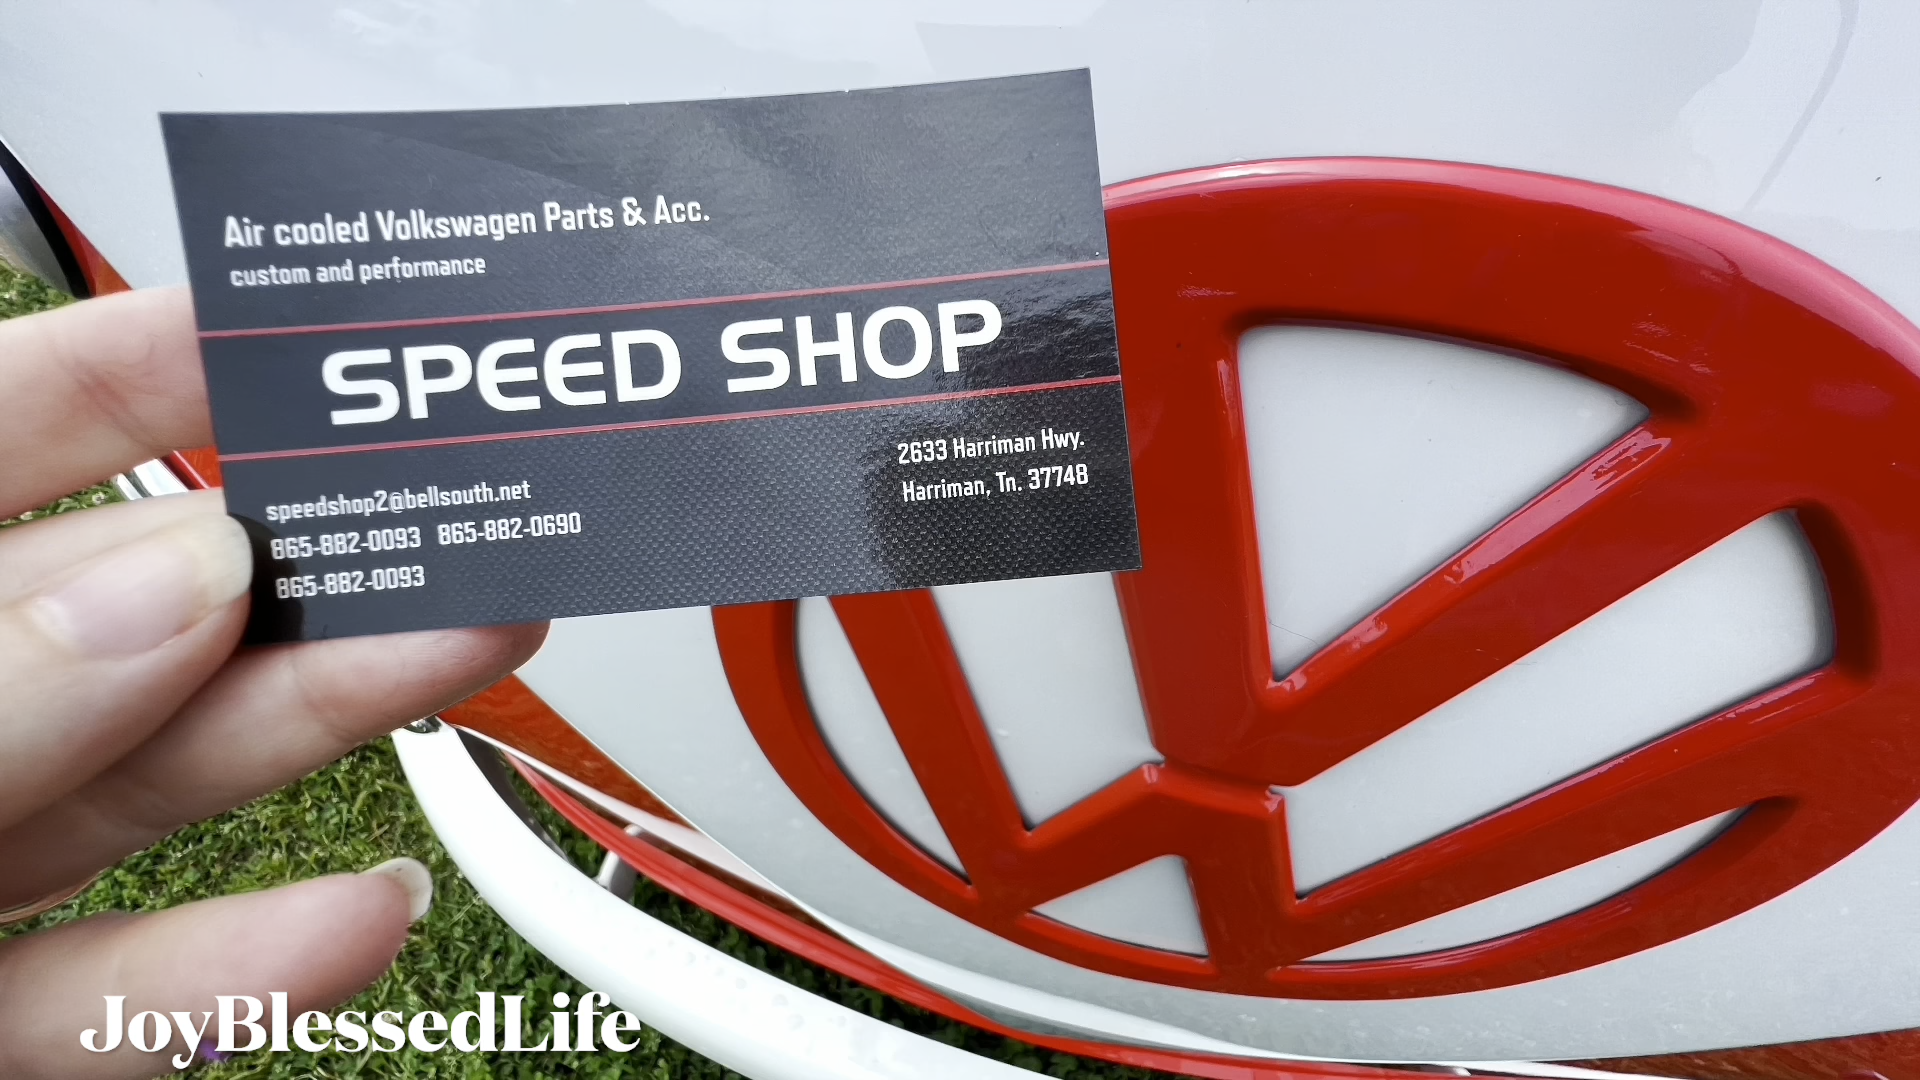 Air cooled Volkswagen Parts & Acc.
custom and performance
SPEED SHOP
2633 Harriman Hwy.
Harriman, Tn. 37748
speedshop2@bellsouth.net
865-882-0093 865-882-0690
865-882-0093
JoyBlessedLife